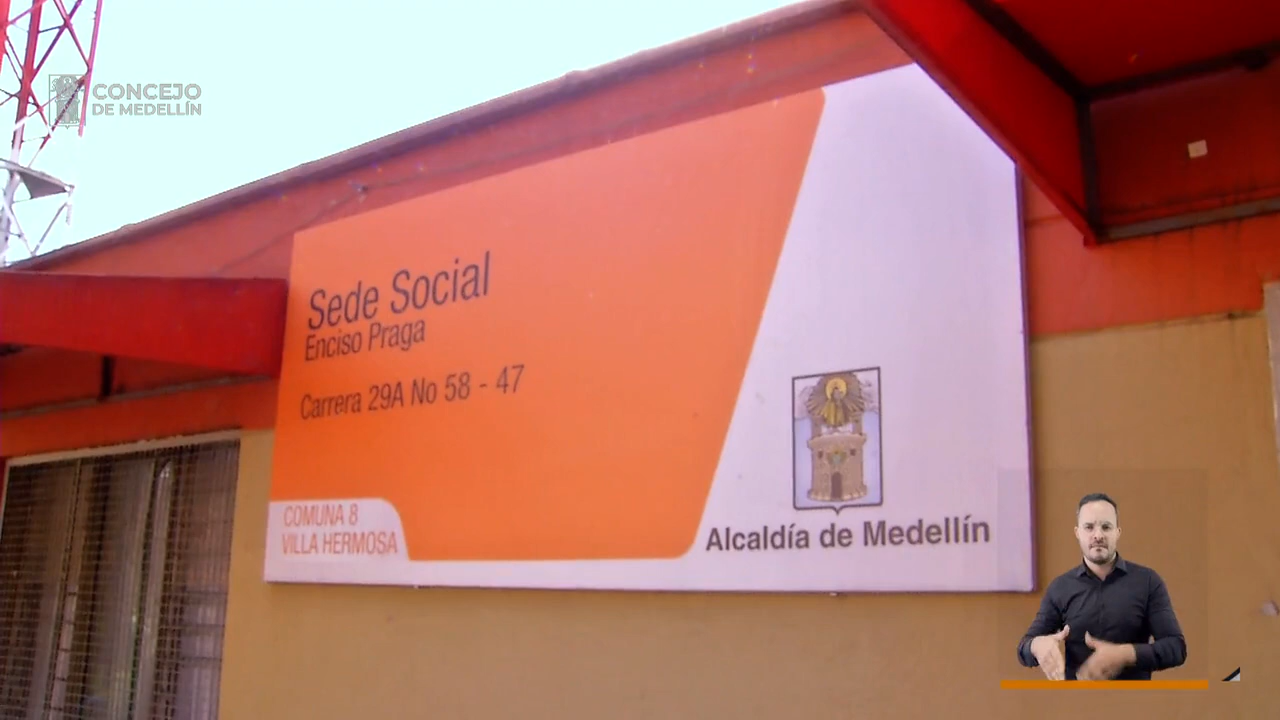 CONCEJO
DE MEDELLÍN
Sede Social
Enciso Praga
Carrera 29A No 58 - 47
COMUNA 8
VILLA HERMOSA
Alcaldía de Medellín